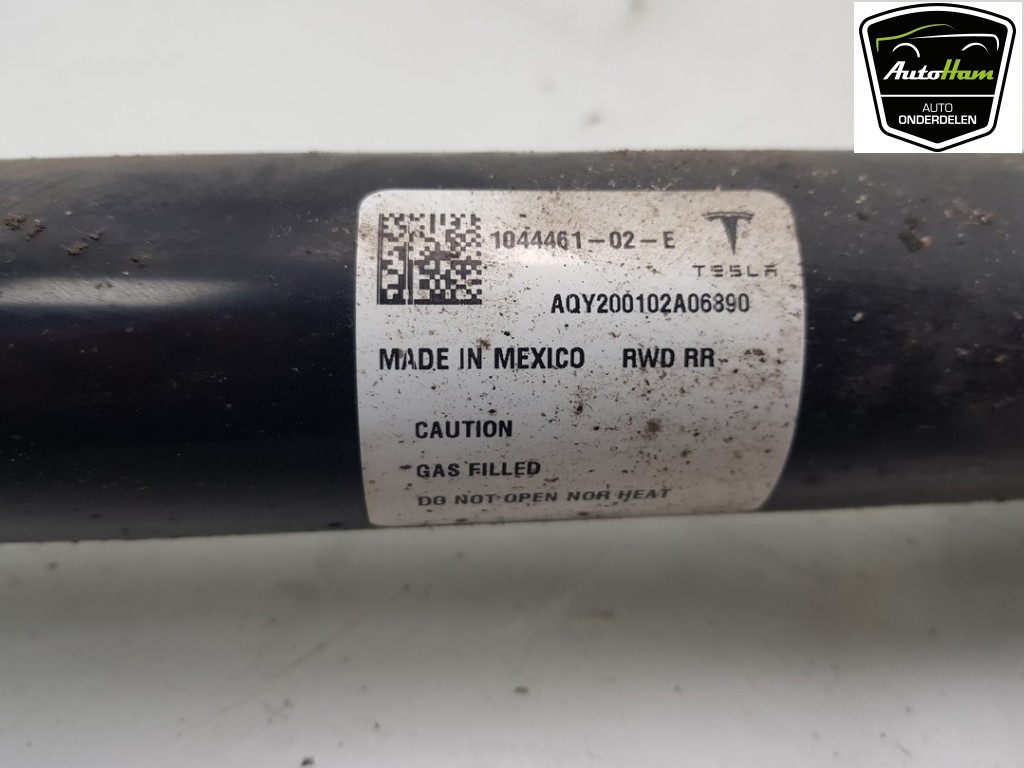 AutoHam
AUTO
ONDERDELEN
1044461-02-E
TESLA
AQY200102A06890
MADE IN MEXICO RWD RR
CAUTION
GAS FILLED
DO NOT OPEN NOR HEAT